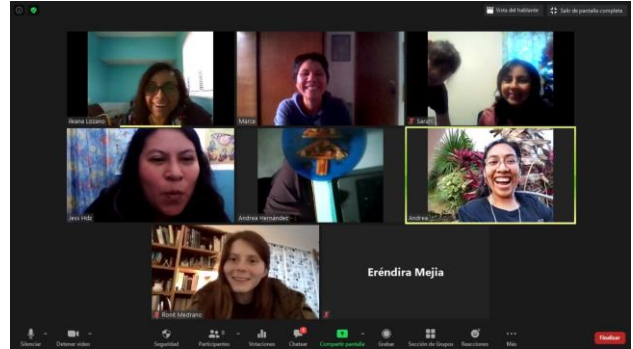 Vista del hablante
Salir de pantalla completa
Ileana Lozano
Marce
Sarah
Jess Hdz
Andrea Hernández
Andrea
Ronit Medrano
Eréndira Mejia
Silenciar
Detener video
Seguridad
Participantes
Votaciones
Chatear
Compartir pantalla
Grabar
Sección de Grupos
Reacciones
Más
Finalizar